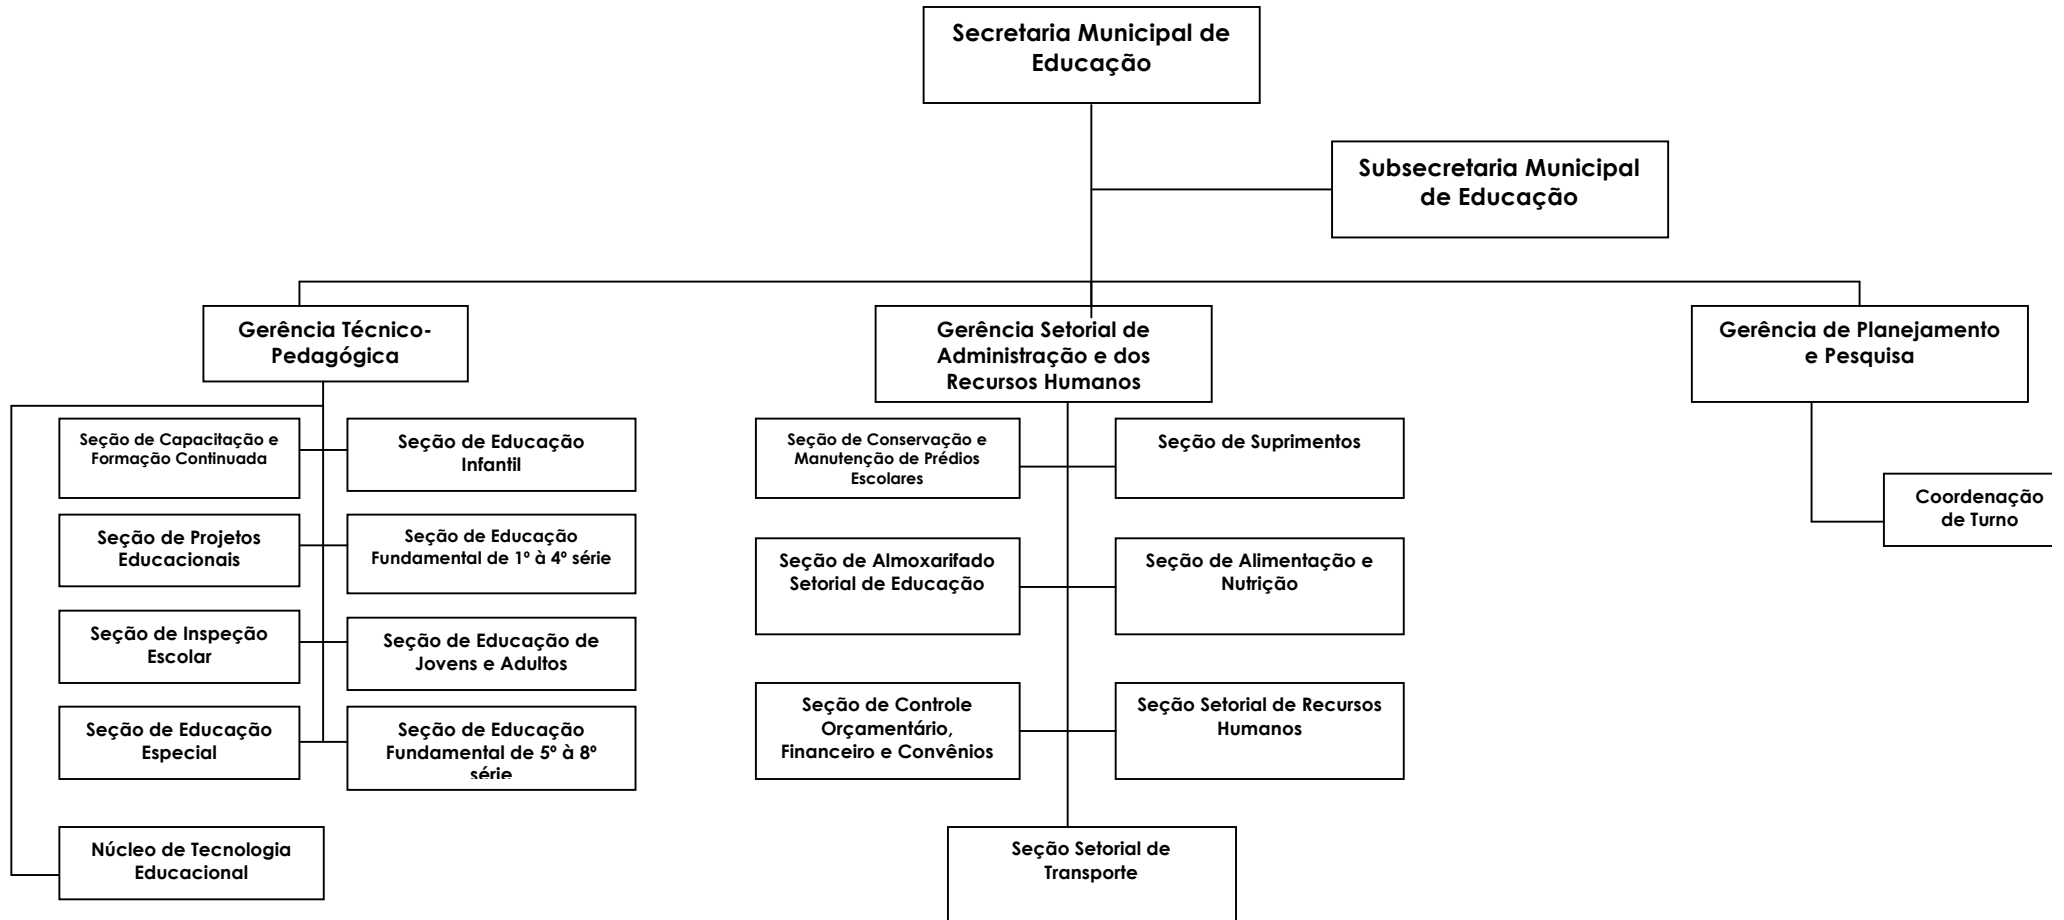 Secretaria Municipal de
Educação
Subsecretaria Municipal
de Educação
Gerência Técnico-
Pedagógica
Gerência Setorial de
Administração e dos
Recursos Humanos
Gerência de Planejamento
e Pesquisa
Seção de Capacitação e
Formação Continuada
Seção de Educação
Infantil
Seção de Projetos
Educacionais
Seção de Educação
Fundamental de 1º à 4º série
Seção de Inspeção
Escolar
Seção de Educação de
Jovens e Adultos
Seção de Educação
Especial
Seção de Educação
Fundamental de 5º à 8º
série
Núcleo de Tecnologia
Educacional
Seção de Conservação e
Manutenção de Prédios
Escolares
Seção de Suprimentos
Seção de Almoxarifado
Setorial de Educação
Seção de Alimentação e
Nutrição
Seção de Controle
Orçamentário,
Financeiro e Convênios
Seção Setorial de Recursos
Humanos
Seção Setorial de
Transporte
Coordenação
de Turno